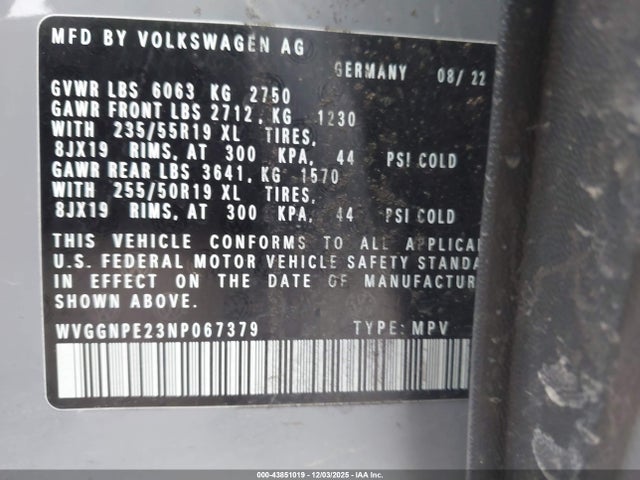 MFD BY VOLKSWAGEN AG
GERMANY 08/ 22
GVWR LBS 6063 KG 2750
GAWR FRONT LBS 2712, KG 1230
WITH 235/55R19 XL TIRES,
8JX19 RIMS, AT 300 KPA, 44 PSI COLD
GAWR REAR LBS 3641, KG 1570
WITH 255/50R19 XL TIRES,
8JX19 RIMS, AT 300 KPA, 44 PSI COLD
THIS VEHICLE CONFORMS TO ALL APPLICA
U.S. FEDERAL MOTOR VEHICLE SAFETY STANDA
IN EFFECT ON THE DATE OF MANUFACTUR
SHOWN ABOVE.
WVGGNPE23NP067379 TYPE: MPV
000-43851019 - 12/03/2025 - IAA Inc.